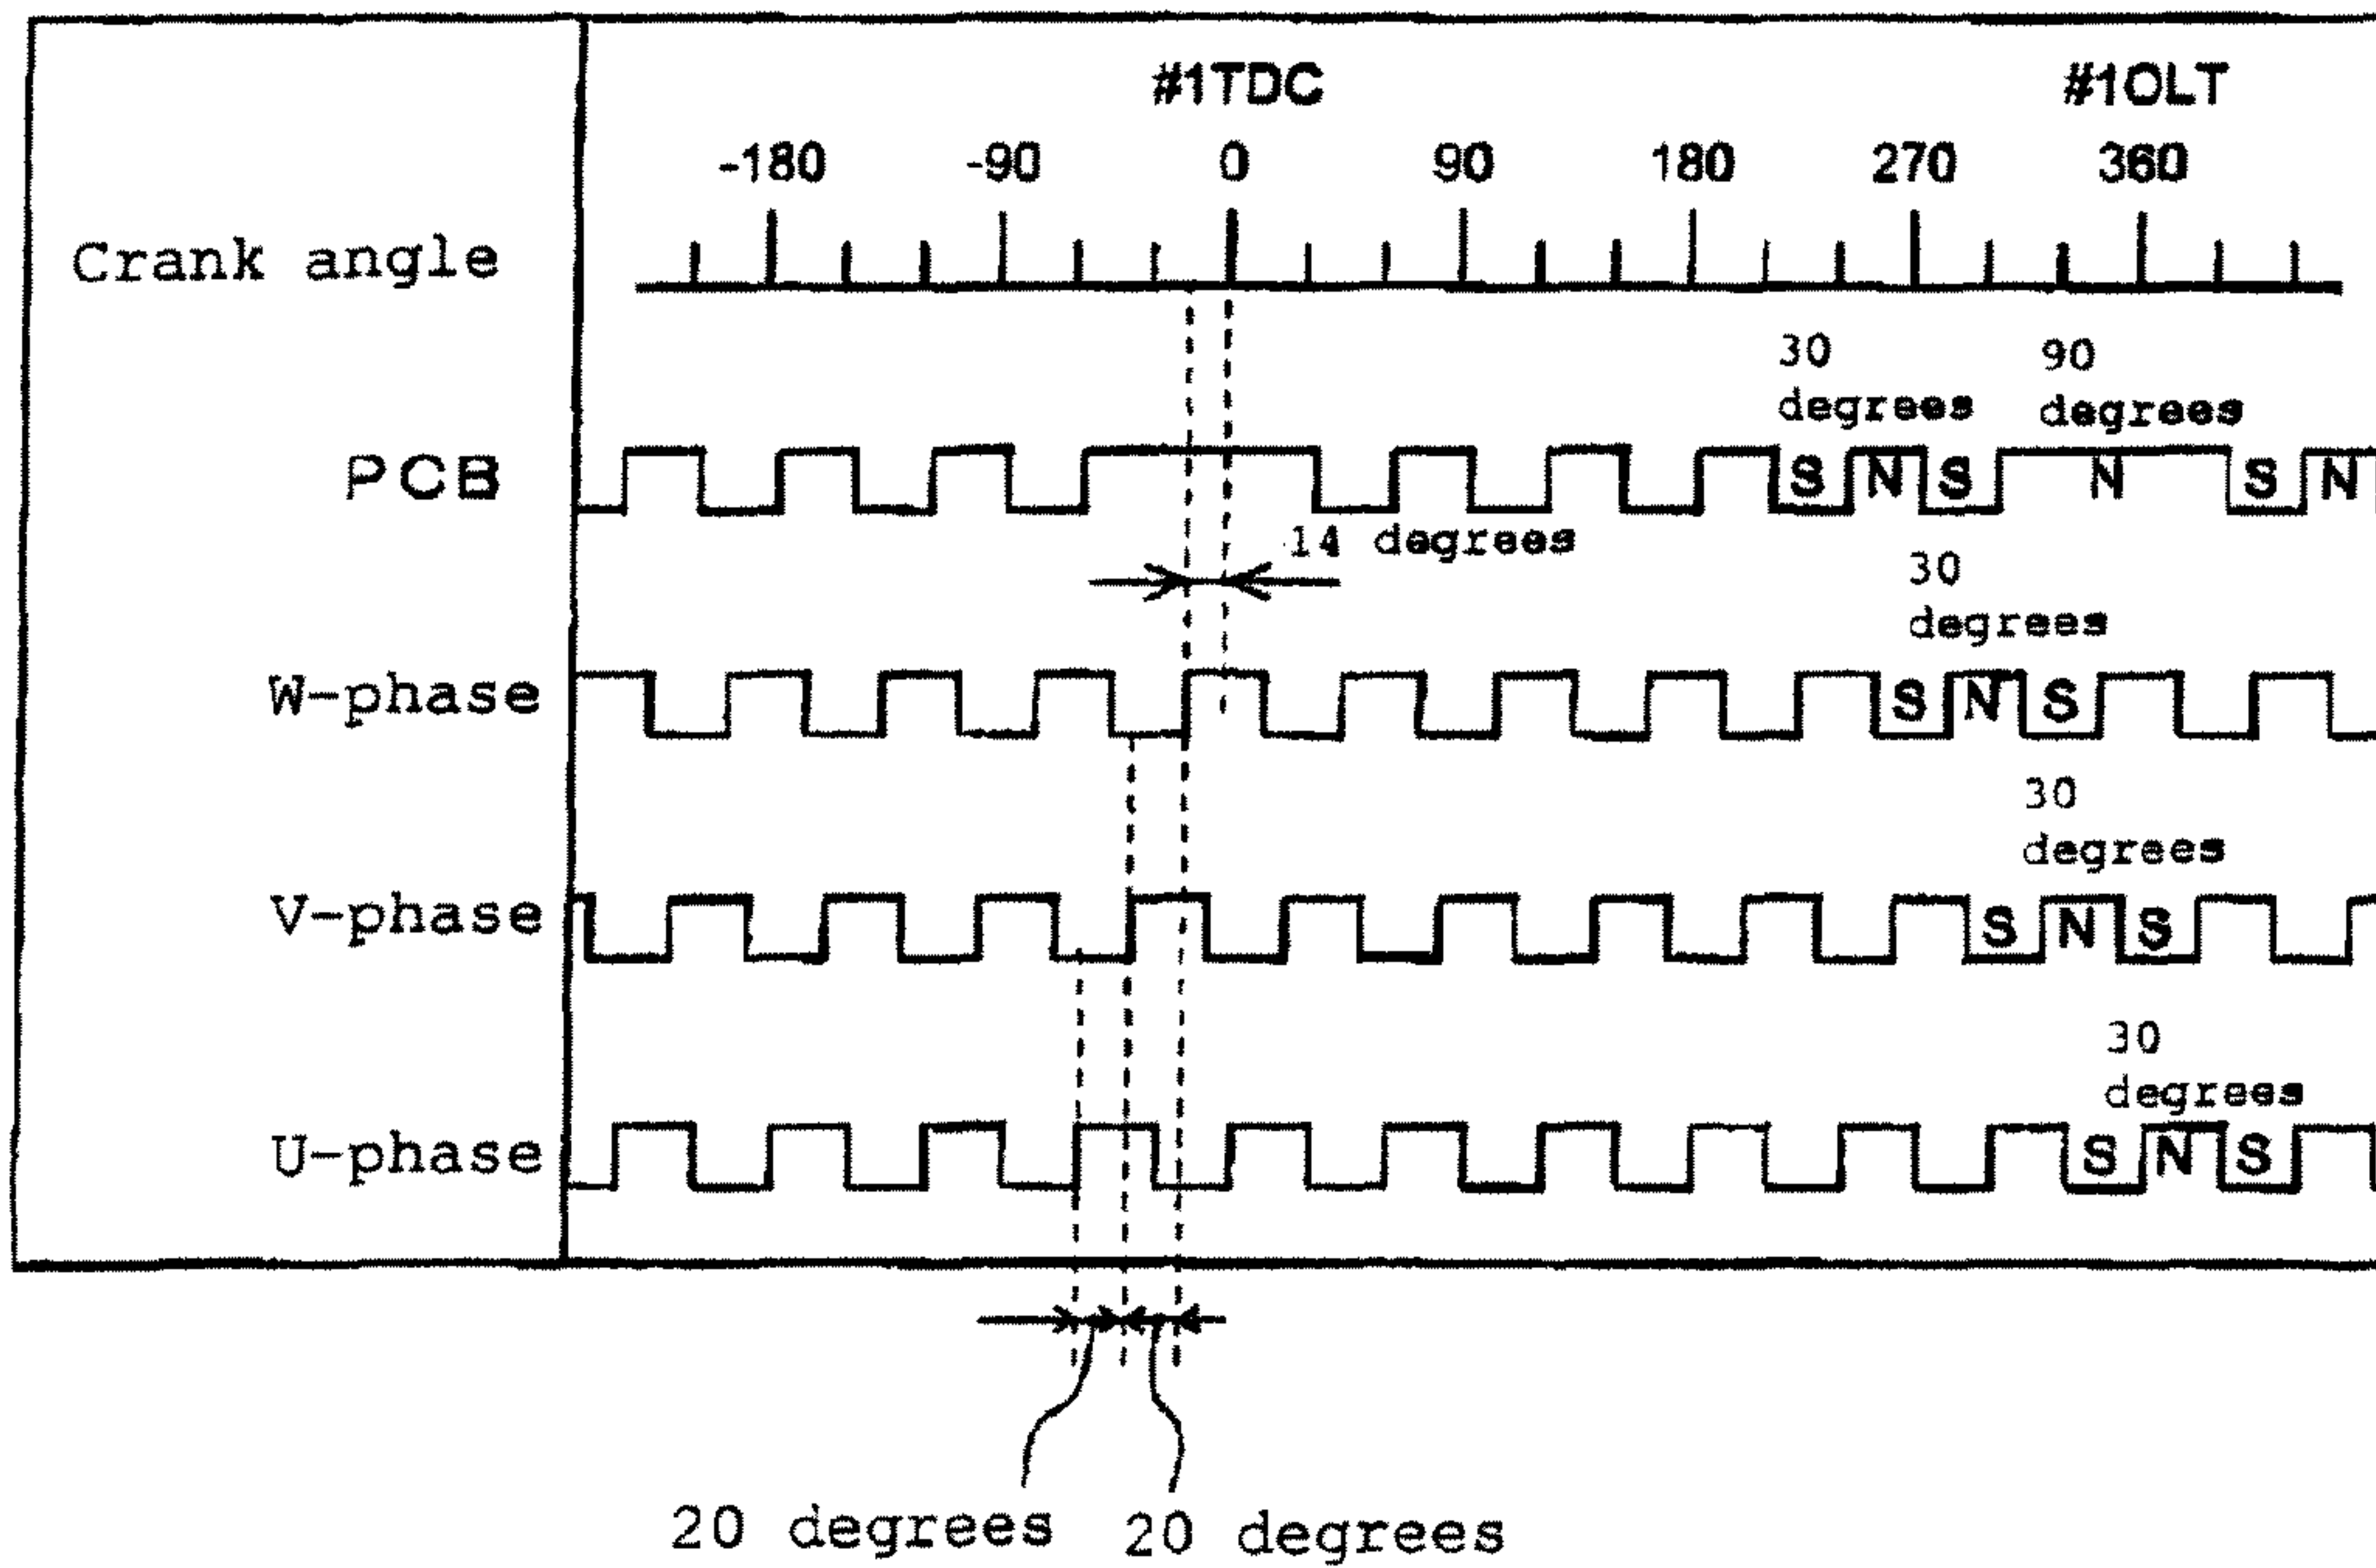 #1TDC #1OLT
-180 -90 0 90 180 270 360
Crank angle
30 90
degrees degrees
PCB S N S N S N
14 degrees
30
degrees
W-phase S N S
30
degrees
V-phase S N S
30
degrees
U-phase S N S
20 degrees 20 degrees